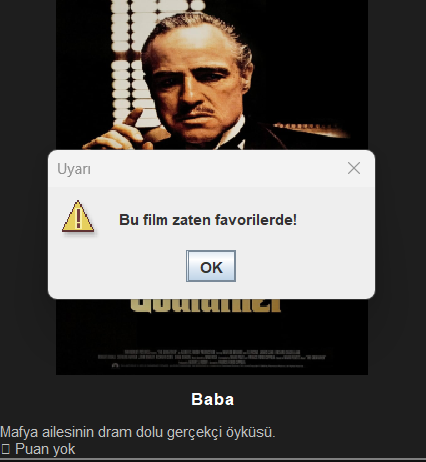 Uyarı
Bu film zaten favorilerde!
OK
Baba
Mafya ailesinin dram dolu gerçekçi öyküsü.
Puan yok